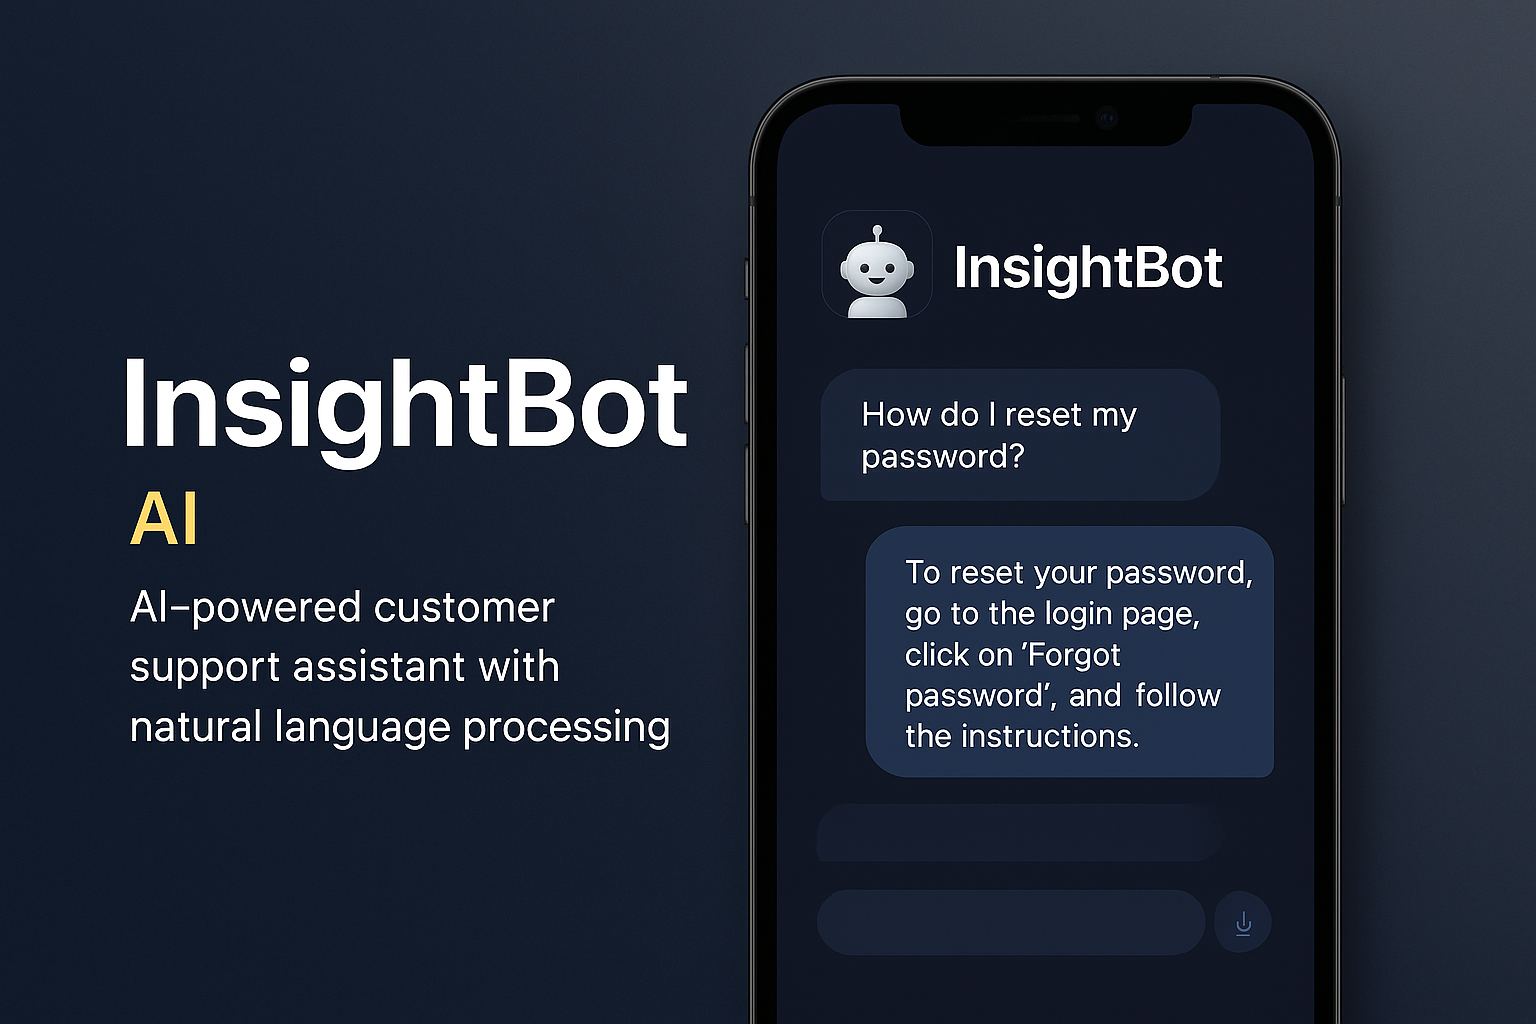 InsightBot
AI
AI–powered customer
support assistant with
natural language processing
InsightBot
How do I reset my
password?
To reset your password,
go to the login page,
click on ’Forgot
password’, and follow
the instructions.